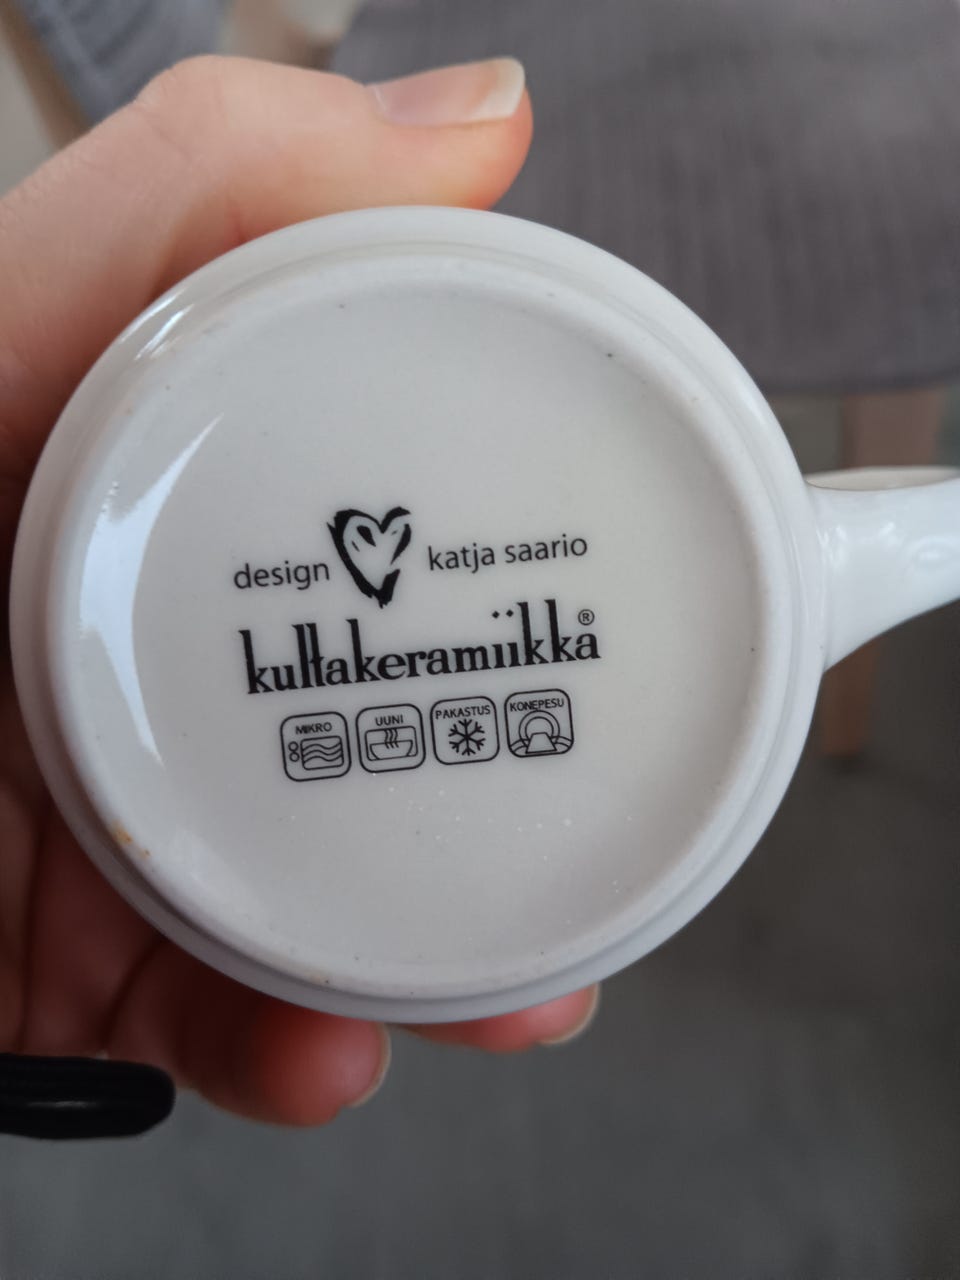 design katja saario
kultakeramiikka®
MIKRO UUNI PAKASTUS KONEPESU